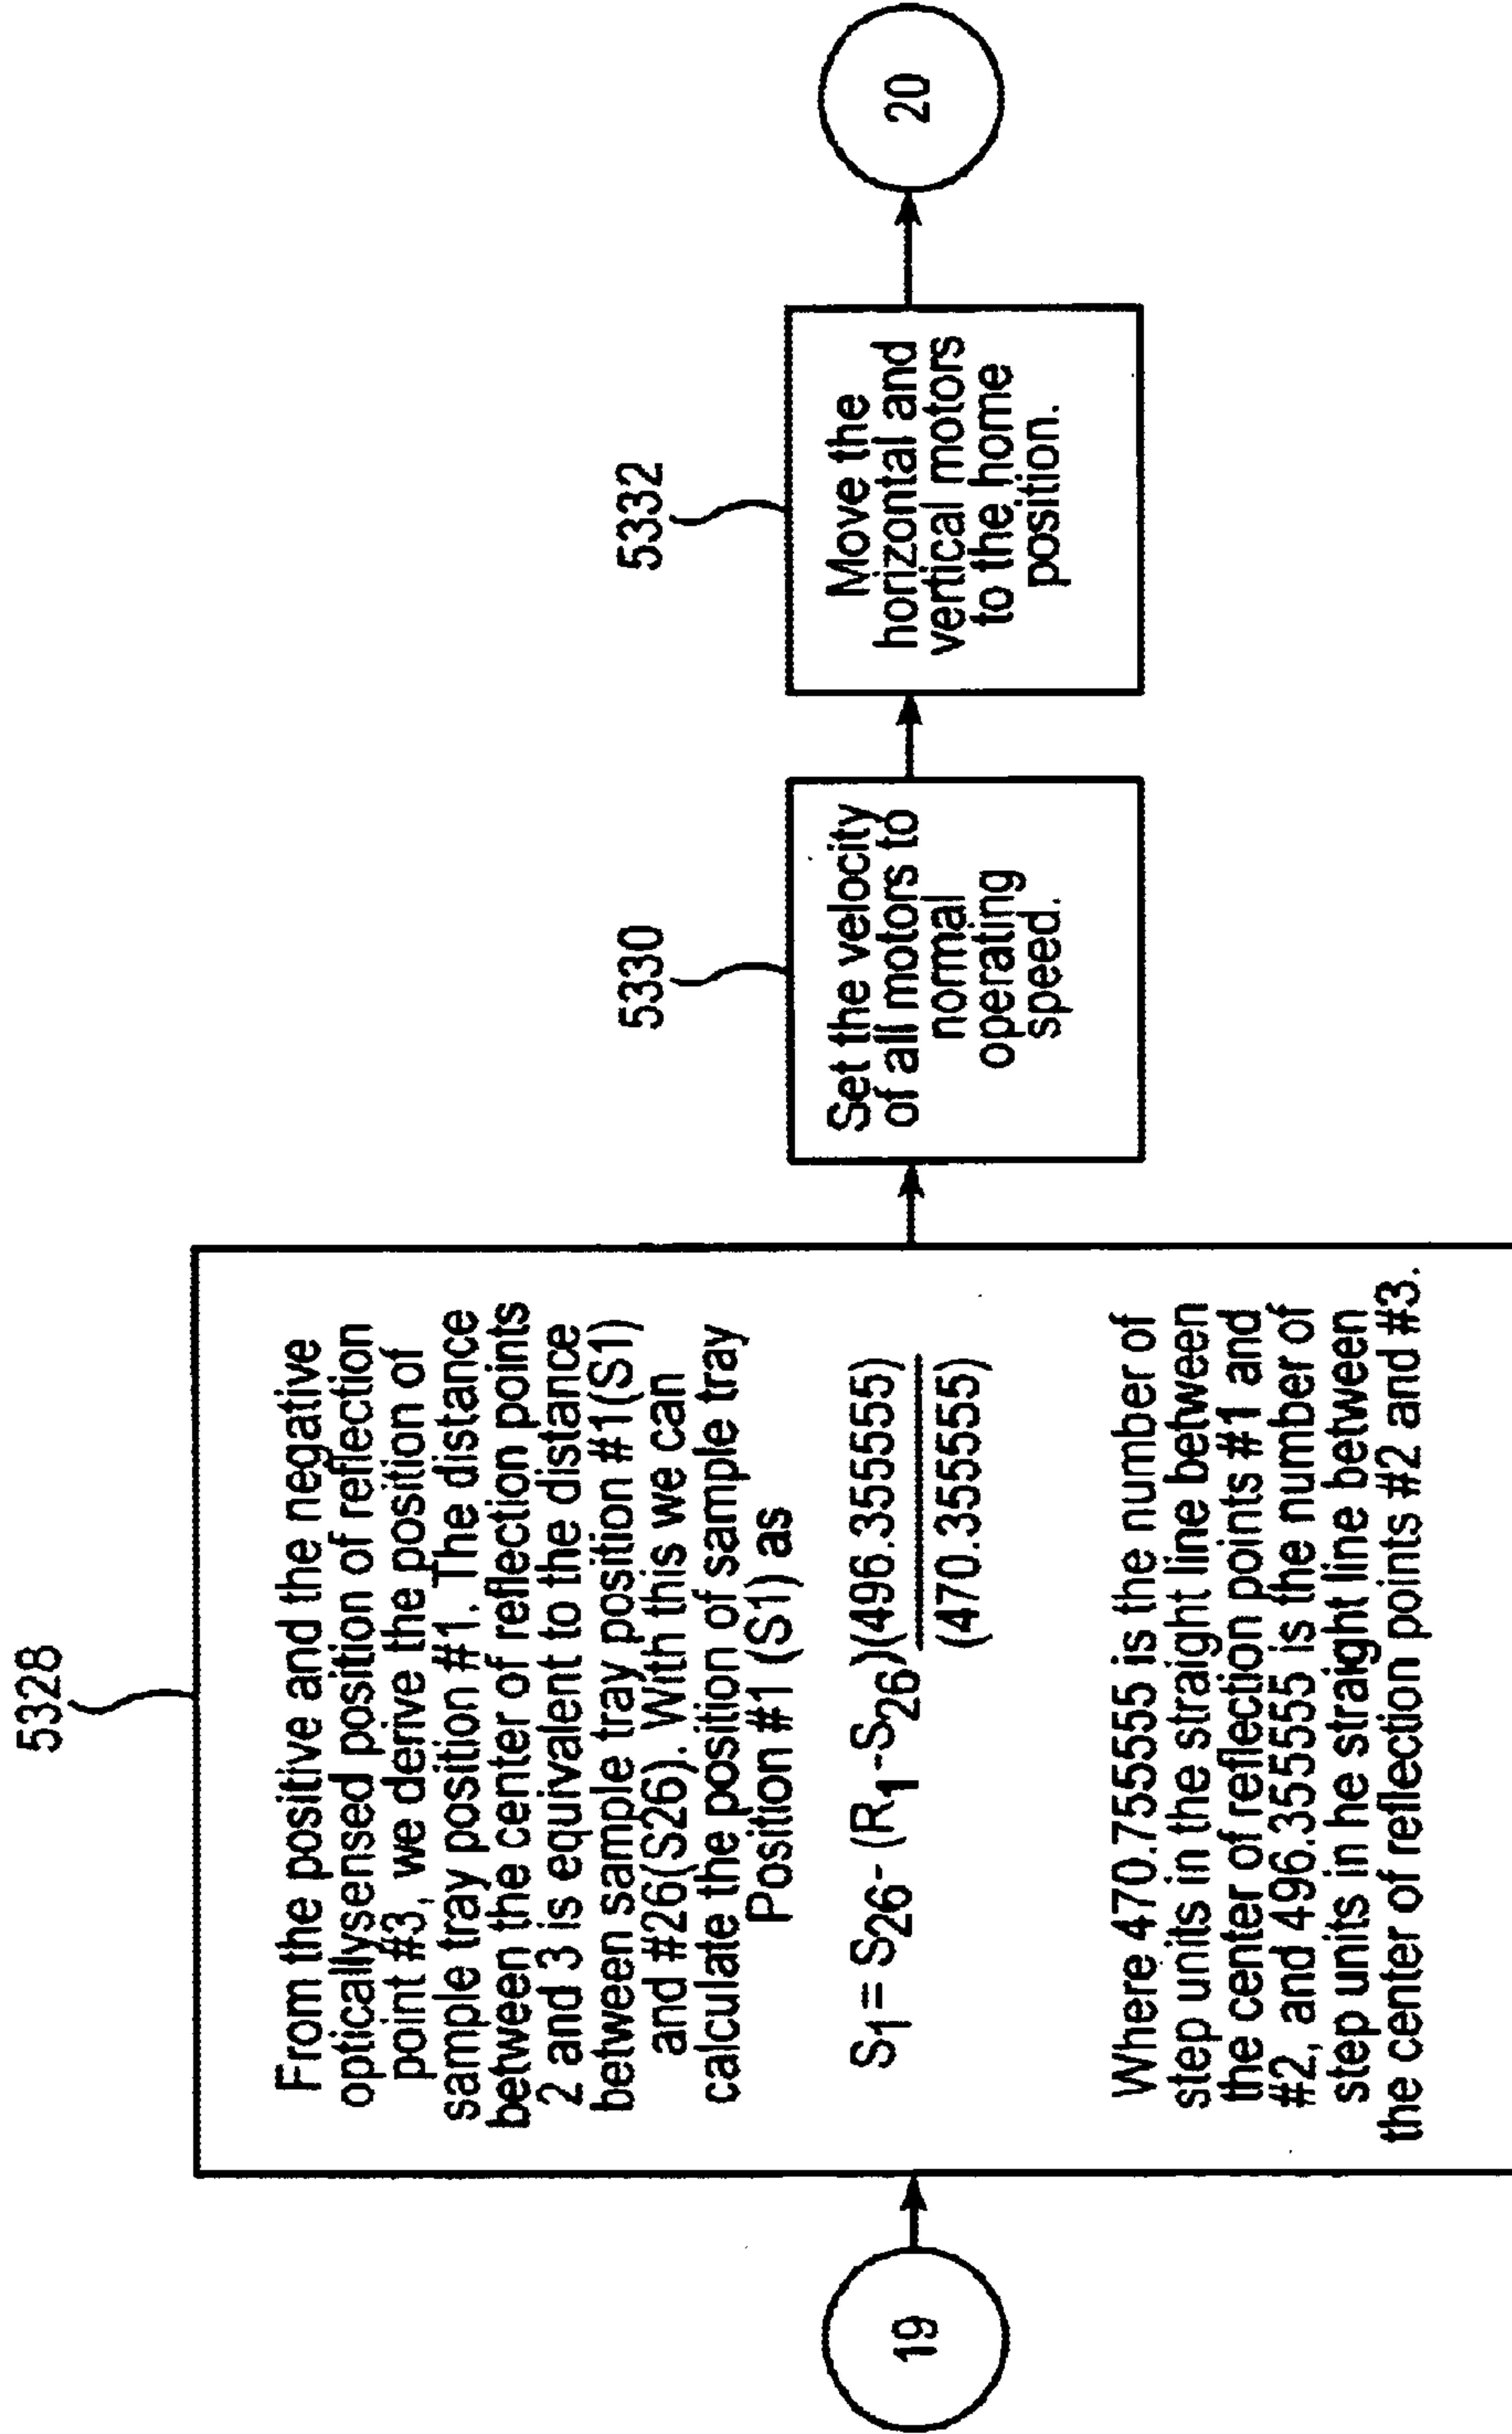 19
5328
From the positive and the negative
opticallysensed position of reflection
point #3, we derive the position of
sample tray position #1. The distance
between the center of reflection points
2 and 3 is equivalent to the distance
between sample tray position #1(S1)
and #26(S26). With this we can
calculate the position of sample tray
Position #1 (S1) as
S1 = S26- (R1-S26)(496.355555)
(470.355555)
Where 470.755555 is the number of
step units in the straight line between
the center of reflection points #1 and
#2, and 496.355555 is the number of
step units in he straight line between
the center of reflection points #2 and #3.
5330
Set the velocity
of all motors to
normal
operating
speed.
5332
Move the
horizontal and
vertical motors
to the home
position.
20